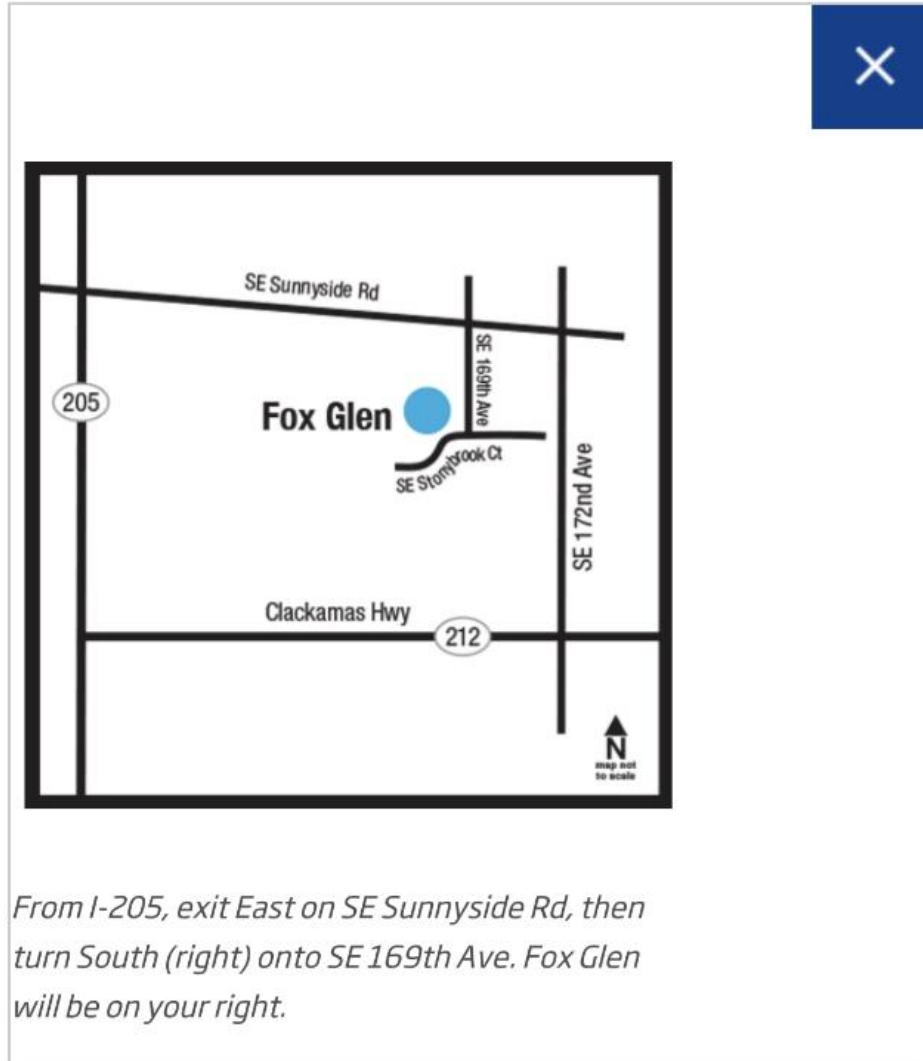 SE Sunnyside Rd
SE 169th Ave
205
Fox Glen
SE Stonybrook Ct
SE 172nd Ave
Clackamas Hwy
212
N
map not
to scale
From I-205, exit East on SE Sunnyside Rd, then
turn South (right) onto SE 169th Ave. Fox Glen
will be on your right.